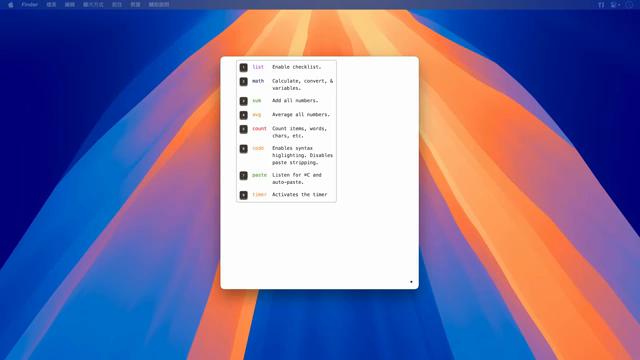 Finder 檔案 編輯 顯示方式 前往 視窗 輔助說明
1 list Enable checklist.
2 math Calculate, convert, &
variables.
3 sum Add all numbers.
4 avg Average all numbers.
5 count Count items, words,
chars, etc.
6 code Enables syntax
higlighting. Disables
paste stripping.
7 paste Listen for ⌘C and
auto-paste.
8 timer Activates the timer